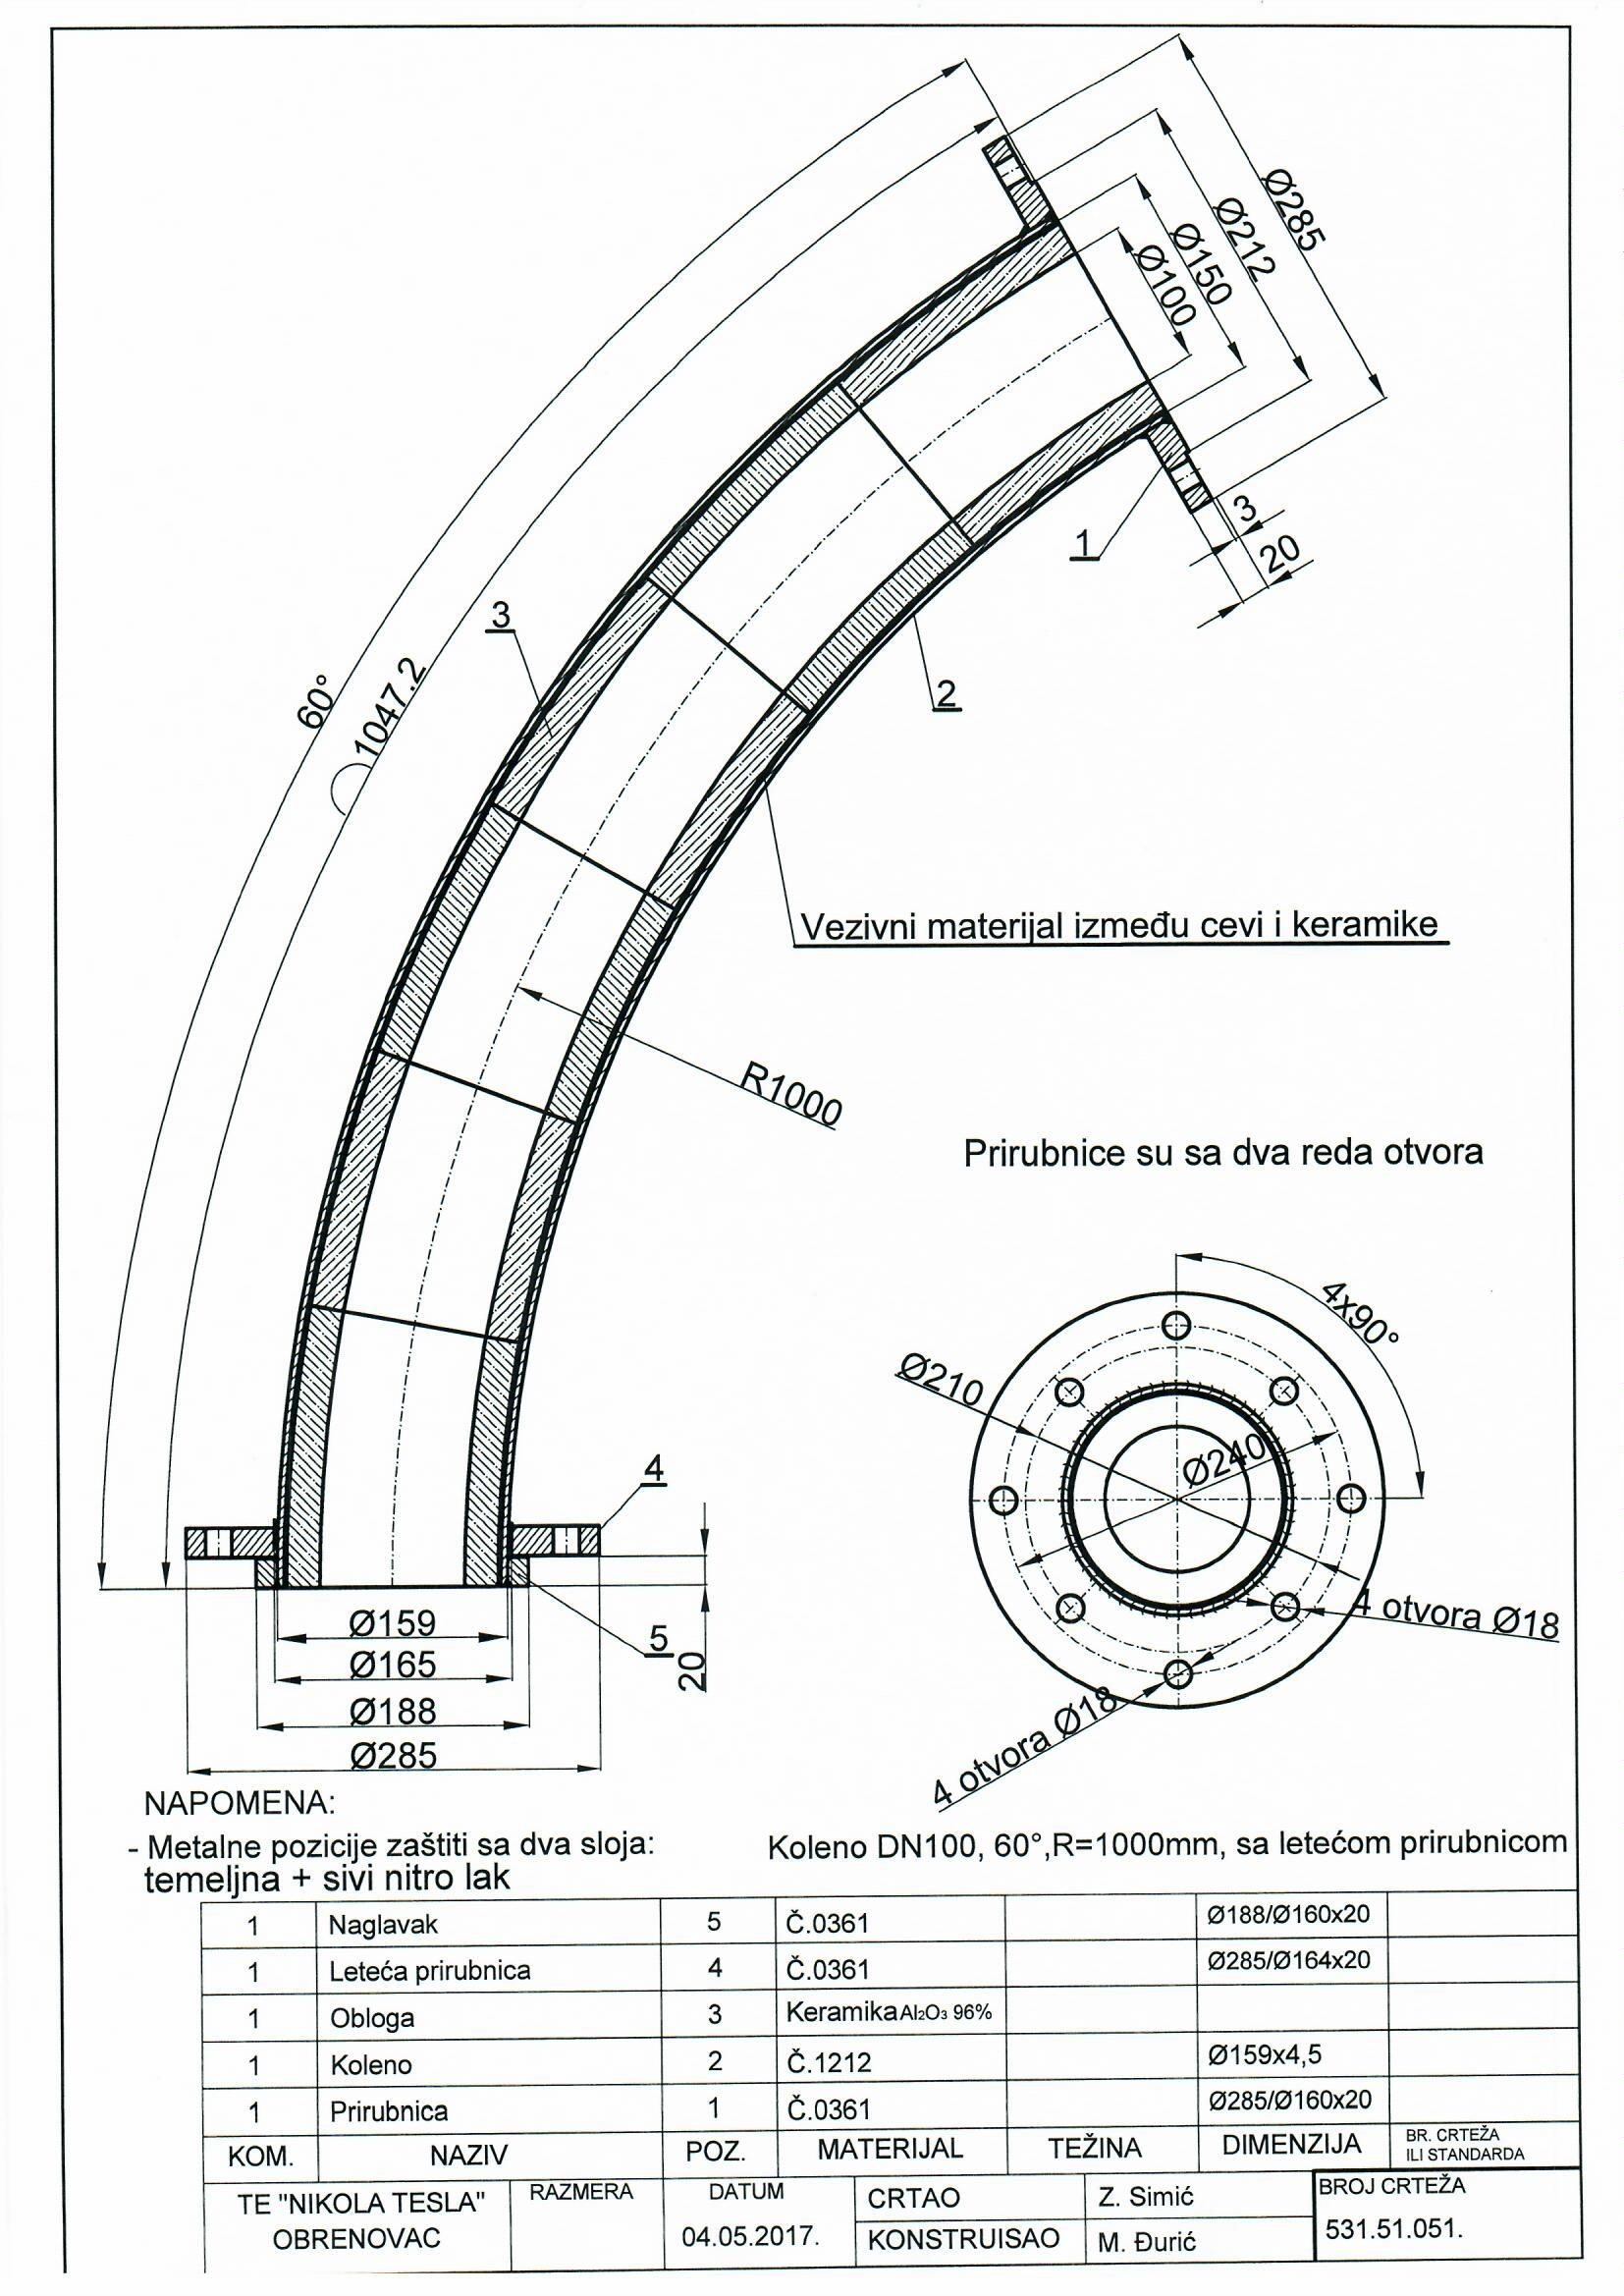 Ø285
Ø212
Ø150
Ø100
3
20
1
2
3
60°
1047.2
Vezivni materijal između cevi i keramike
R1000
Prirubnice su sa dva reda otvora
4x90°
Ø210
Ø240
4 otvora Ø18
4 otvora Ø18
4
5
20
Ø159
Ø165
Ø188
Ø285
NAPOMENA:
- Metalne pozicije zaštiti sa dva sloja:
temeljna + sivi nitro lak
Koleno DN100, 60°,R=1000mm, sa letećom prirubnicom
1 Naglavak 5 Č.0361 Ø188/Ø160x20
1 Leteća prirubnica 4 Č.0361 Ø285/Ø164x20
1 Obloga 3 Keramika Al₂O₃ 96%
1 Koleno 2 Č.1212 Ø159x4,5
1 Prirubnica 1 Č.0361 Ø285/Ø160x20
KOM. NAZIV POZ. MATERIJAL TEŽINA DIMENZIJA BR. CRTEŽA
ILI STANDARDA
TE "NIKOLA TESLA"
OBRENOVAC
RAZMERA
DATUM
04.05.2017.
CRTAO Z. Simić
KONSTRUISAO M. Đurić
BROJ CRTEŽA
531.51.051.